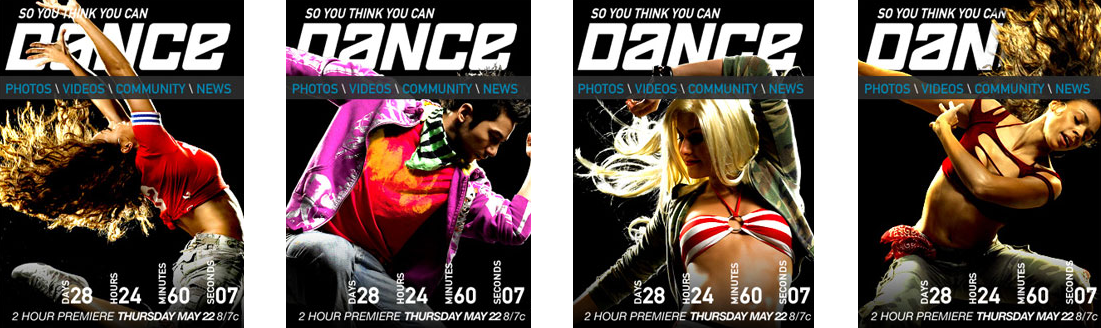 SO YOU THINK YOU CAN
DANCE
PHOTOS \ VIDEOS \ COMMUNITY \ NEWS
DAYS 28 HOURS 24 MINUTES 60 SECONDS 07
2 HOUR PREMIERE THURSDAY MAY 22 8/7c
SO YOU THINK YOU CAN
DANCE
PHOTOS \ VIDEOS \ COMMUNITY \ NEWS
DAYS 28 HOURS 24 MINUTES 60 SECONDS 07
2 HOUR PREMIERE THURSDAY MAY 22 8/7c
SO YOU THINK YOU CAN
DANCE
PHOTOS \ VIDEOS \ COMMUNITY \ NEWS
DAYS 28 HOURS 24 MINUTES 60 SECONDS 07
2 HOUR PREMIERE THURSDAY MAY 22 8/7c
SO YOU THINK YOU CAN
DAN
PHOTOS \ VIDEOS \ COMMUNITY \ NEWS
DAYS 28 HOURS 24 MINUTES 60 SECONDS 07
2 HOUR PREMIERE THURSDAY MAY 22 8/7c